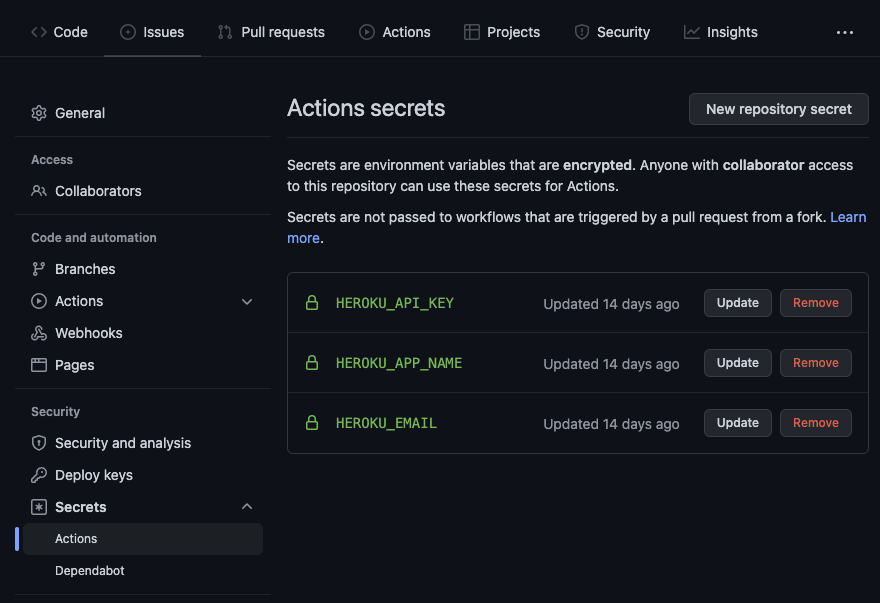 Code Issues Pull requests Actions Projects Security Insights
General
Access
Collaborators
Code and automation
Branches
Actions
Webhooks
Pages
Security
Security and analysis
Deploy keys
Secrets
Actions
Dependabot
Actions secrets
New repository secret
Secrets are environment variables that are encrypted. Anyone with collaborator access
to this repository can use these secrets for Actions.
Secrets are not passed to workflows that are triggered by a pull request from a fork. Learn
more.
HEROKU_API_KEY Updated 14 days ago Update Remove
HEROKU_APP_NAME Updated 14 days ago Update Remove
HEROKU_EMAIL Updated 14 days ago Update Remove